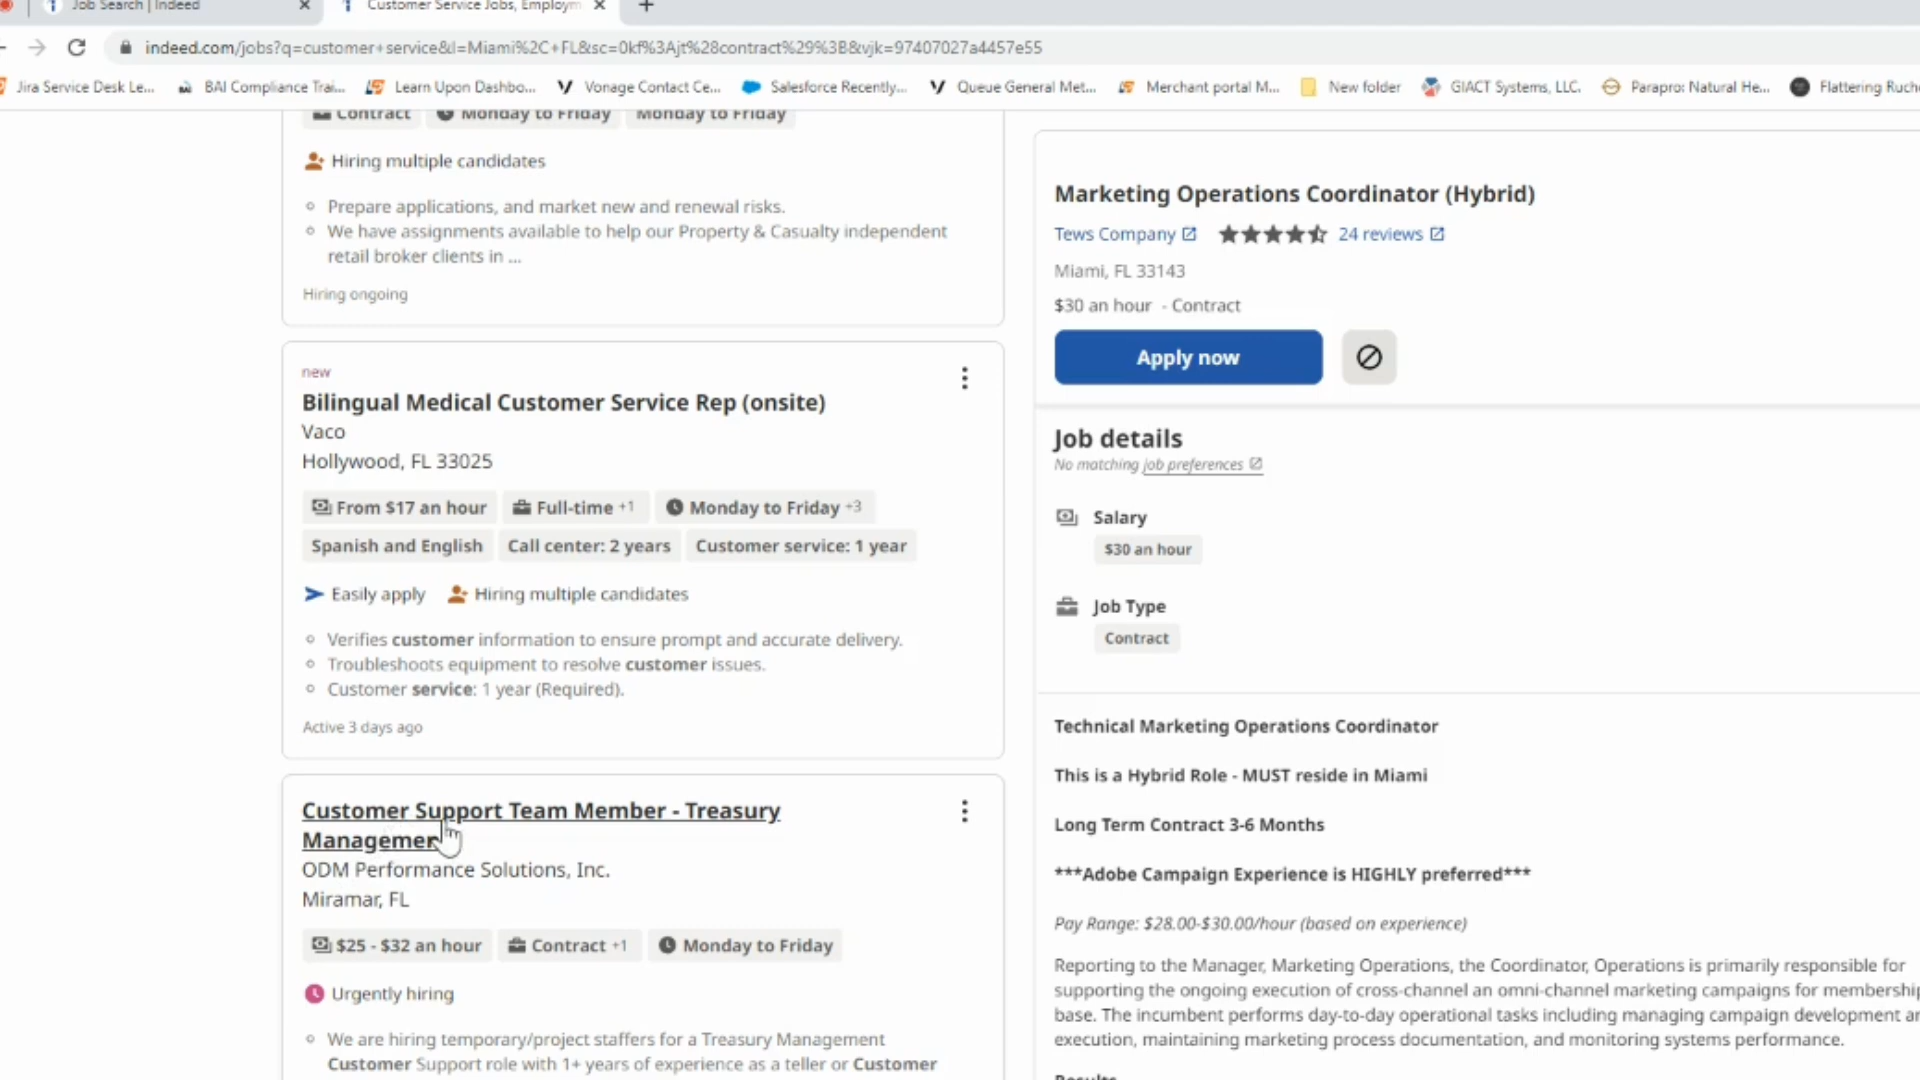 Job Search | Indeed
Customer Service Jobs, Employm
indeed.com/jobs?q=customer+service&l=Miami%2C+FL&sc=0kf%3Ajt%28contract%29%3B&vjk=97407027a4457e55
Jira Service Desk Le... BAI Compliance Trai... Learn Upon Dashbo... Vonage Contact Ce... Salesforce Recently... Queue General Met... Merchant portal M... New folder GIACT Systems, LLC. Parapro: Natural He... Flattering Ruch
Contract Monday to Friday Monday to Friday
Hiring multiple candidates
Prepare applications, and market new and renewal risks.
We have assignments available to help our Property & Casualty independent
retail broker clients in ...
Hiring ongoing
new
Bilingual Medical Customer Service Rep (onsite)
Vaco
Hollywood, FL 33025
From $17 an hour Full-time +1 Monday to Friday +3
Spanish and English Call center: 2 years Customer service: 1 year
Easily apply Hiring multiple candidates
Verifies customer information to ensure prompt and accurate delivery.
Troubleshoots equipment to resolve customer issues.
Customer service: 1 year (Required).
Active 3 days ago
Customer Support Team Member - Treasury
Managemen
ODM Performance Solutions, Inc.
Miramar, FL
$25 - $32 an hour Contract +1 Monday to Friday
Urgently hiring
We are hiring temporary/project staffers for a Treasury Management
Customer Support role with 1+ years of experience as a teller or Customer
Marketing Operations Coordinator (Hybrid)
Tews Company 24 reviews
Miami, FL 33143
$30 an hour - Contract
Apply now
Job details
No matching job preferences
Salary
$30 an hour
Job Type
Contract
Technical Marketing Operations Coordinator
This is a Hybrid Role - MUST reside in Miami
Long Term Contract 3-6 Months
***Adobe Campaign Experience is HIGHLY preferred***
Pay Range: $28.00-$30.00/hour (based on experience)
Reporting to the Manager, Marketing Operations, the Coordinator, Operations is primarily responsible for
supporting the ongoing execution of cross-channel an omni-channel marketing campaigns for membership
base. The incumbent performs day-to-day operational tasks including managing campaign development an
execution, maintaining marketing process documentation, and monitoring systems performance.